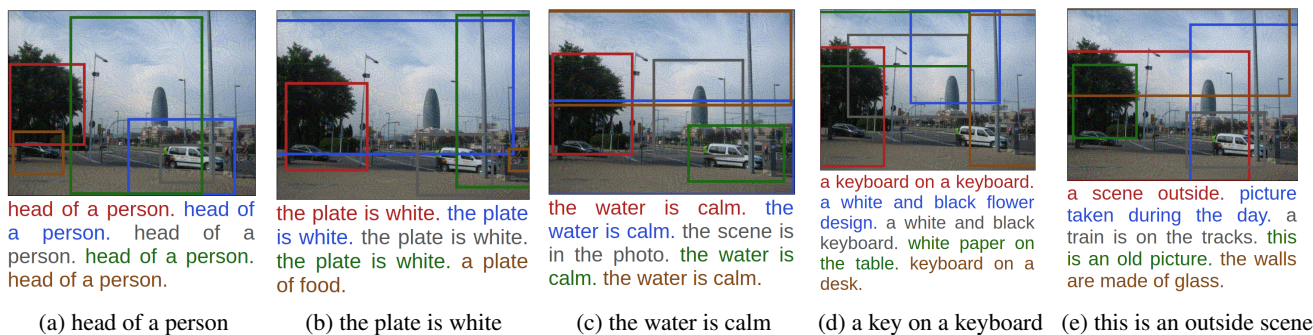 head of a person. head of
a person. head of a
person. head of a person.
head of a person.
(a) head of a person
the plate is white. the plate
is white. the plate is white.
the plate is white. a plate
of food.
(b) the plate is white
the water is calm. the
water is calm. the scene is
in the photo. the water is
calm. the water is calm.
(c) the water is calm
a keyboard on a keyboard.
a white and black flower
design. a white and black
keyboard. white paper on
the table. keyboard on a
desk.
(d) a key on a keyboard
a scene outside. picture
taken during the day. a
train is on the tracks. this
is an old picture. the walls
are made of glass.
(e) this is an outside scene